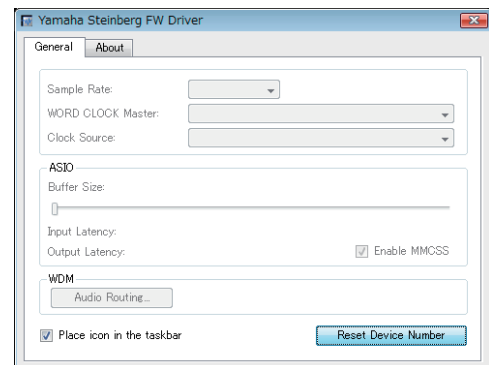 Yamaha Steinberg FW Driver
General About
Sample Rate:
WORD CLOCK Master:
Clock Source:
ASIO
Buffer Size:
Input Latency:
Output Latency: Enable MMCSS
WDM
Audio Routing...
Place icon in the taskbar Reset Device Number